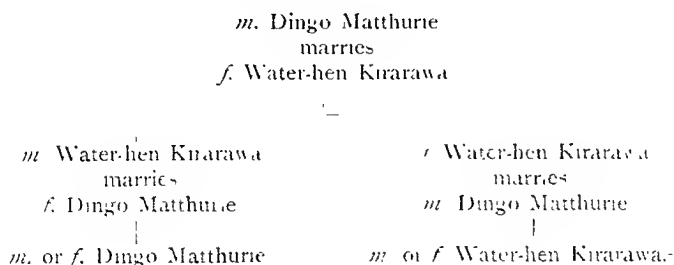 m. Dingo Matthurie
marries
f. Water-hen Kirarawa
m Water-hen Kirarawa
marries
f. Dingo Matthurie
m. or f. Dingo Matthurie
Water-hen Kirarawa
marries
m Dingo Matthurie
m or f Water-hen Kirarawa.